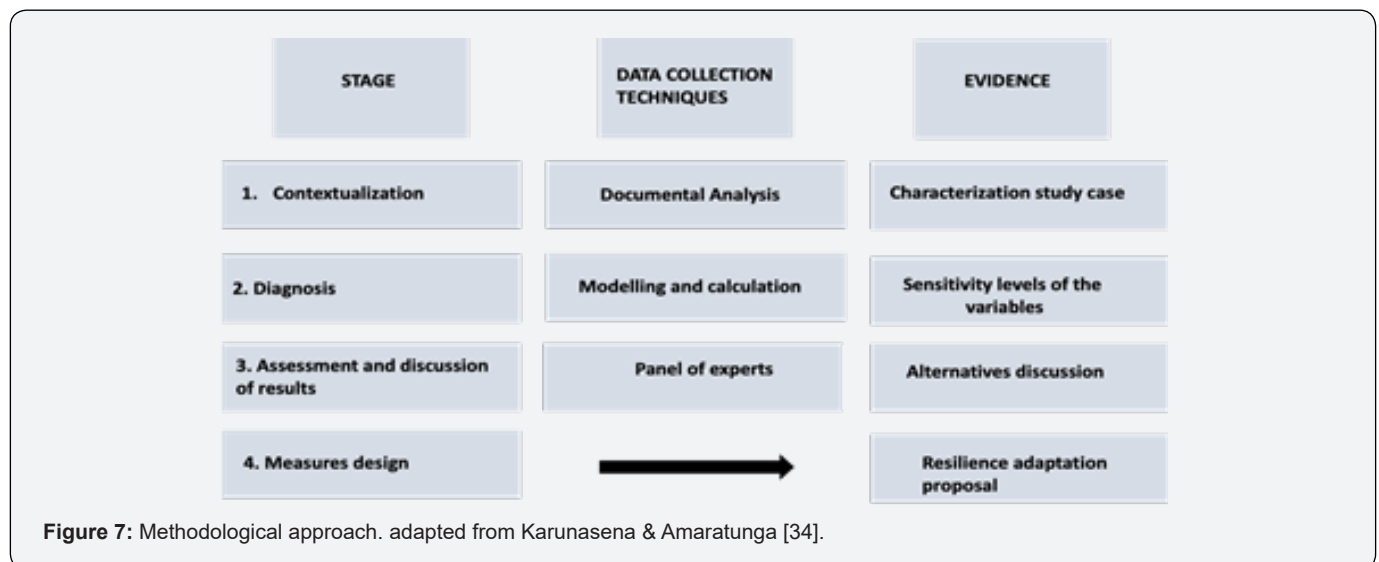 STAGE
DATA COLLECTION
TECHNIQUES
EVIDENCE
1. Contextualization
Documental Analysis
Characterization study case
2. Diagnosis
Modelling and calculation
Sensitivity levels of the
variables
3. Assessment and discussion
of results
Panel of experts
Alternatives discussion
4. Measures design
Resilience adaptation
proposal
Figure 7: Methodological approach. adapted from Karunasena & Amaratunga [34].